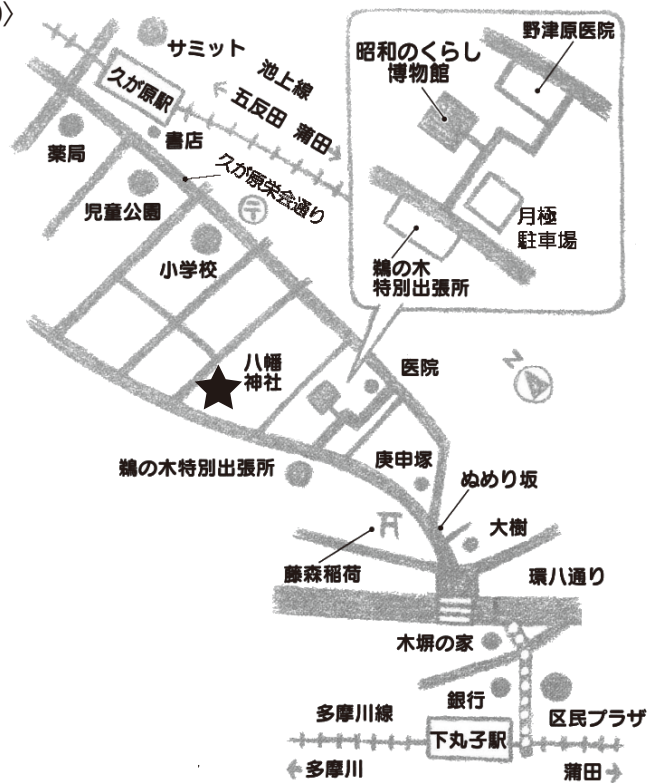 〉
サミット
久が原駅
池上線
五反田 蒲田
書店
薬局
久が原栄会通り
〒
児童公園
小学校
昭和のくらし
博物館
野津原医院
月極
駐車場
鵜の木
特別出張所
八幡
神社
医院
N
鵜の木特別出張所
庚申塚
ぬめり坂
大樹
藤森稲荷
環八通り
木塀の家
銀行
区民プラザ
多摩川線
下丸子駅
多摩川
蒲田